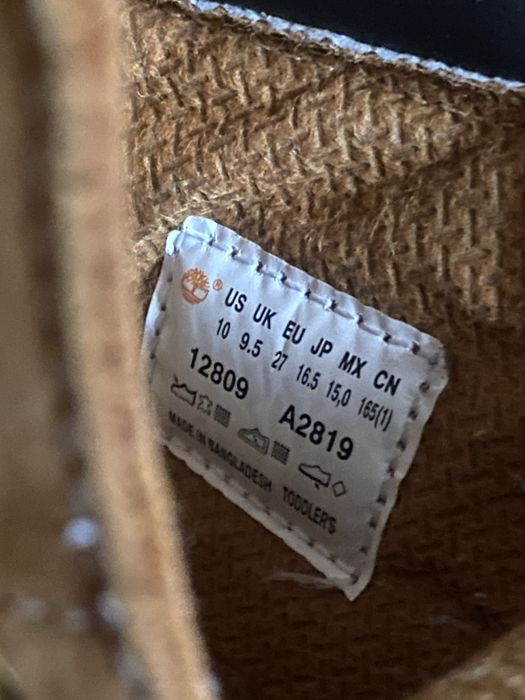 ®
US UK EU JP MX CN
10 9.5 27 16.5 15,0 165(1)
12809 A2819
MADE IN BANGLADESH TODDLER'S